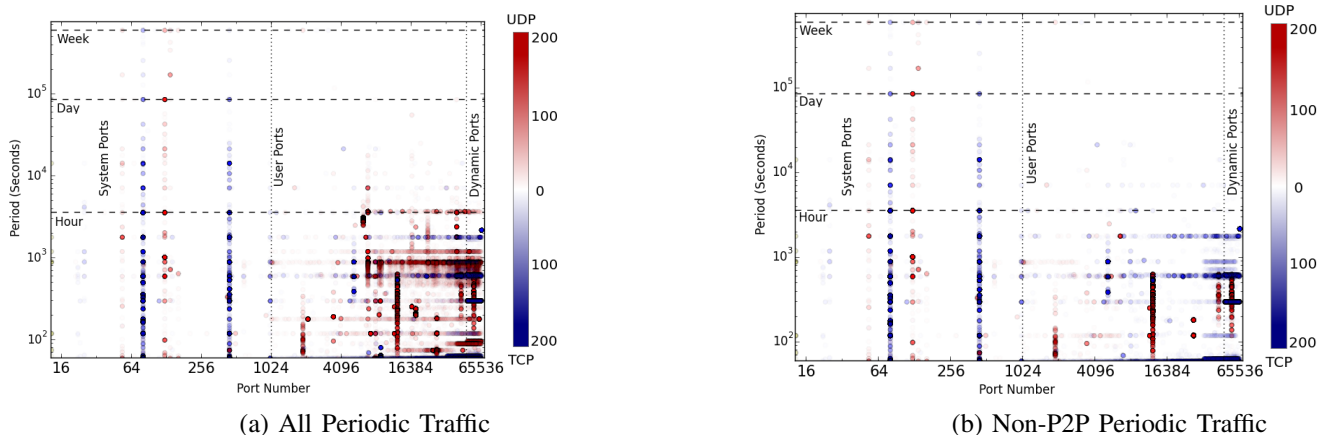 UDP
200
100
0
100
200
TCP
Week
Day
Hour
System Ports
User Ports
Dynamic Ports
Period (Seconds)
10^5
10^4
10^3
10^2
16 64 256 1024 4096 16384 65536
Port Number
(a) All Periodic Traffic
UDP
200
100
0
100
200
TCP
Week
Day
Hour
System Ports
User Ports
Dynamic Ports
Period (Seconds)
10^5
10^4
10^3
10^2
16 64 256 1024 4096 16384 65536
Port Number
(b) Non-P2P Periodic Traffic